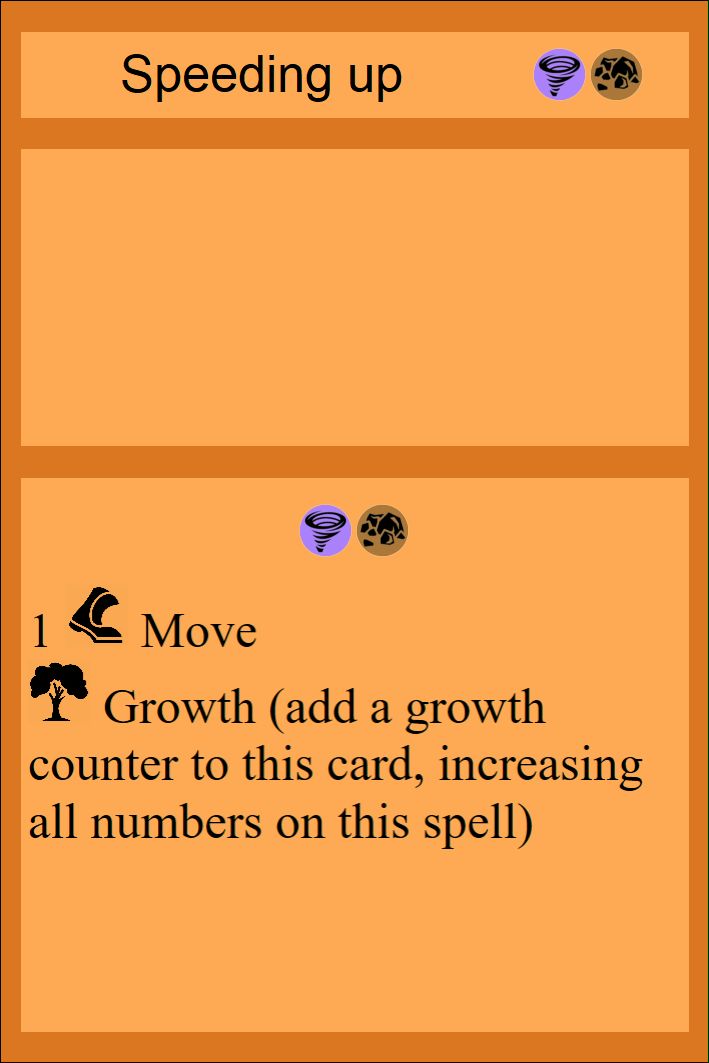 Speeding up
1 Move
Growth (add a growth
counter to this card, increasing
all numbers on this spell)